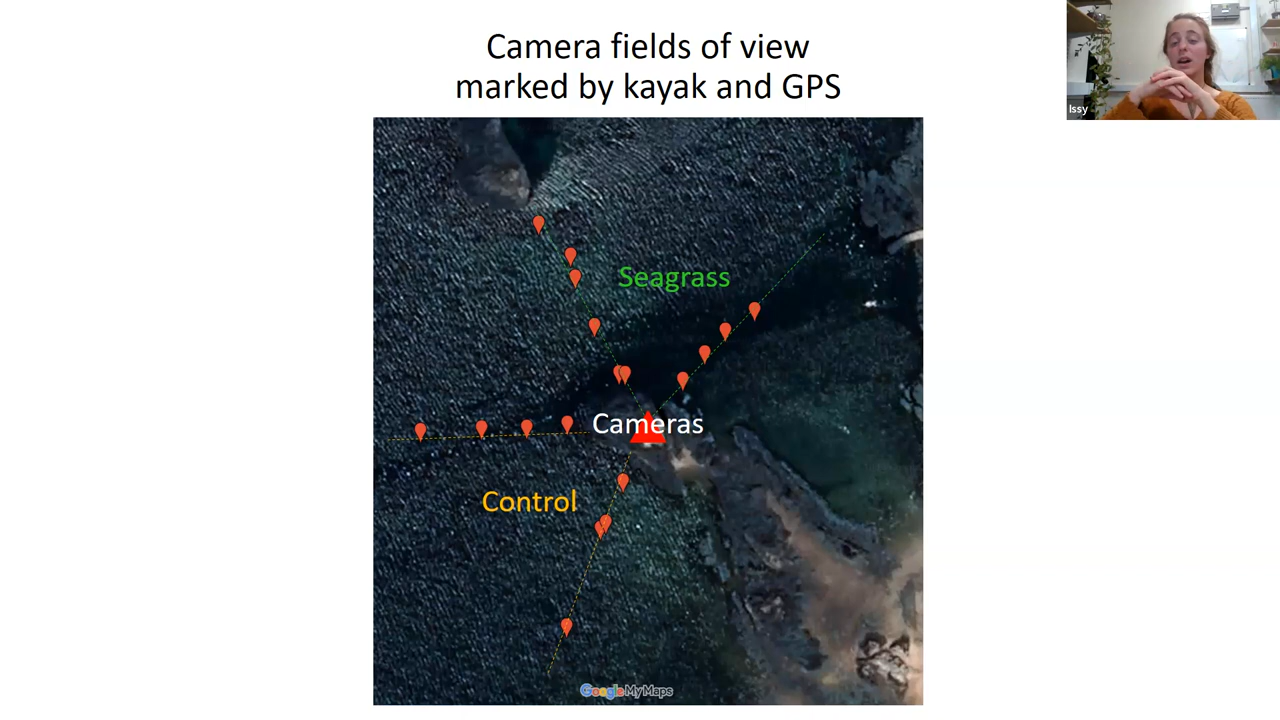 Camera fields of view
marked by kayak and GPS
Issy
Seagrass
Cameras
Control
Google My Maps